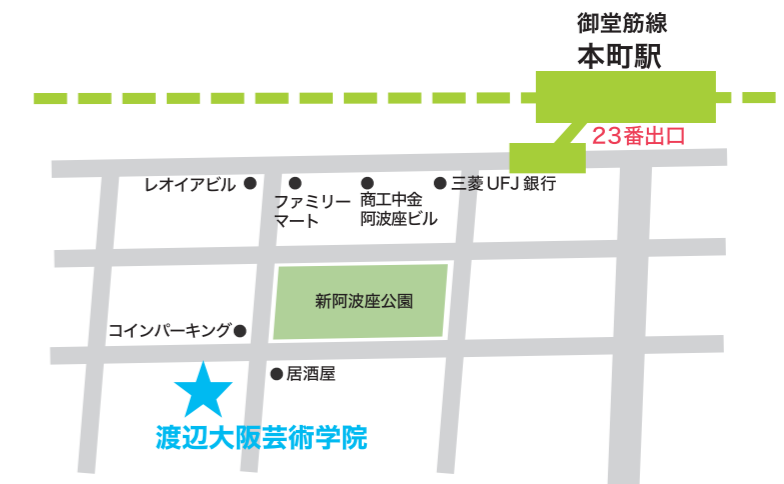 御堂筋線
本町駅
23番出口
レオイアビル
ファミリー
マート
商工中金
阿波座ビル
三菱UFJ銀行
新阿波座公園
コインパーキング
居酒屋
渡辺大阪芸術学院